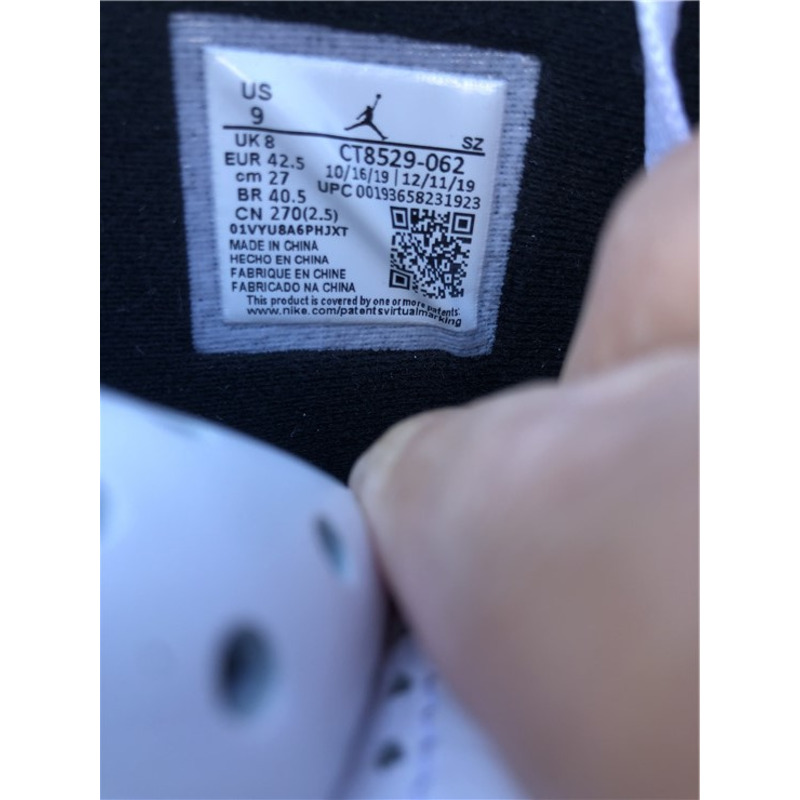 US
9
SZ
UK 8
EUR 42.5
cm 27
BR 40.5
CN 270(2.5)
CT8529-062
10/16/19 | 12/11/19
UPC 00193658231923
01VYU8A6PHJXT
MADE IN CHINA
HECHO EN CHINA
FABRIQUE EN CHINE
FABRICADO NA CHINA
This product is covered by one or more patents:
www.nike.com/patentsvirtualmarking